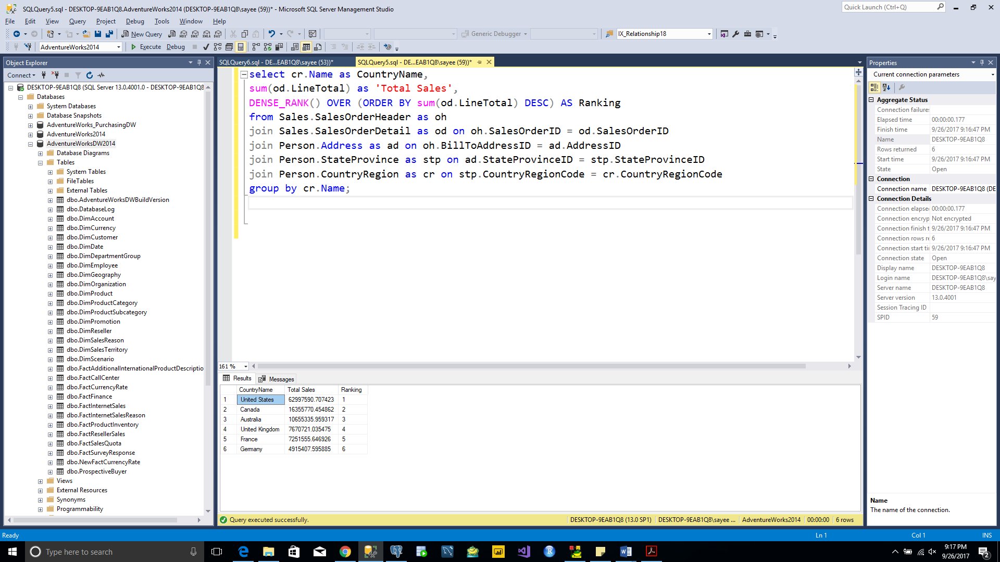 SQLQuery5.sql - DESKTOP-9EAB1Q8.AdventureWorks2014 (DESKTOP-9EAB1Q8\sayee (59))* - Microsoft SQL Server Management Studio
Quick Launch (Ctrl+Q)
File Edit View Query Project Debug Tools Window Help
New Query MDX DMX XMLA DAX Generic Debugger IX_Relationship18
AdventureWorks2014 Execute Debug
Object Explorer
Connect
DESKTOP-9EAB1Q8 (SQL Server 13.0.4001.0 - DESKTOP-9EAB1Q8
Databases
System Databases
Database Snapshots
AdventureWorks_PurchasingDW
AdventureWorks2014
AdventureWorksDW2014
Database Diagrams
Tables
System Tables
FileTables
External Tables
dbo.AdventureWorksDWBuildVersion
dbo.DatabaseLog
dbo.DimAccount
dbo.DimCurrency
dbo.DimCustomer
dbo.DimDate
dbo.DimDepartmentGroup
dbo.DimEmployee
dbo.DimGeography
dbo.DimOrganization
dbo.DimProduct
dbo.DimProductCategory
dbo.DimProductSubcategory
dbo.DimPromotion
dbo.DimReseller
dbo.DimSalesReason
dbo.DimSalesTerritory
dbo.DimScenario
dbo.FactAdditionalInternationalProductDescriptio
dbo.FactCallCenter
dbo.FactCurrencyRate
dbo.FactFinance
dbo.FactInternetSales
dbo.FactInternetSalesReason
dbo.FactProductInventory
dbo.FactResellerSales
dbo.FactSalesQuota
dbo.FactSurveyResponse
dbo.NewFactCurrencyRate
dbo.ProspectiveBuyer
Views
External Resources
Synonyms
Programmability
SQLQuery6.sql - DE...EAB1Q8\sayee (53))* SQLQuery5.sql - DE...EAB1Q8\sayee (59))*
select cr.Name as CountryName,
sum(od.LineTotal) as 'Total Sales',
DENSE_RANK() OVER (ORDER BY sum(od.LineTotal) DESC) AS Ranking
from Sales.SalesOrderHeader as oh
join Sales.SalesOrderDetail as od on oh.SalesOrderID = od.SalesOrderID
join Person.Address as ad on oh.BillToAddressID = ad.AddressID
join Person.StateProvince as stp on ad.StateProvinceID = stp.StateProvinceID
join Person.CountryRegion as cr on stp.CountryRegionCode = cr.CountryRegionCode
group by cr.Name;
161 %
Results Messages
CountryName Total Sales Ranking
1 United States 62997590.707423 1
2 Canada 16355770.454862 2
3 Australia 10655335.959317 3
4 United Kingdom 7670721.035475 4
5 France 7251555.646926 5
6 Germany 4915407.595885 6
Query executed successfully. DESKTOP-9EAB1Q8 (13.0 SP1) DESKTOP-9EAB1Q8\sayee ... AdventureWorks2014 00:00:00 6 rows
Properties
Current connection parameters
Aggregate Status
Connection failures
Elapsed time 00:00:00.177
Finish time 9/26/2017 9:16:47 PM
Name DESKTOP-9EAB1Q8
Rows returned 6
Start time 9/26/2017 9:16:47 PM
State Open
Connection
Connection name DESKTOP-9EAB1Q8 (DE
Connection Details
Connection elapse 00:00:00.177
Connection encryp Not encrypted
Connection finish t 9/26/2017 9:16:47 PM
Connection rows re 6
Connection start ti 9/26/2017 9:16:47 PM
Connection state Open
Display name DESKTOP-9EAB1Q8
Login name DESKTOP-9EAB1Q8\say
Server name DESKTOP-9EAB1Q8
Server version 13.0.4001
Session Tracing ID
SPID 59
Name
The name of the connection.
Ready Ln 1 Col 1 INS
Type here to search
9:17 PM
9/26/2017
2